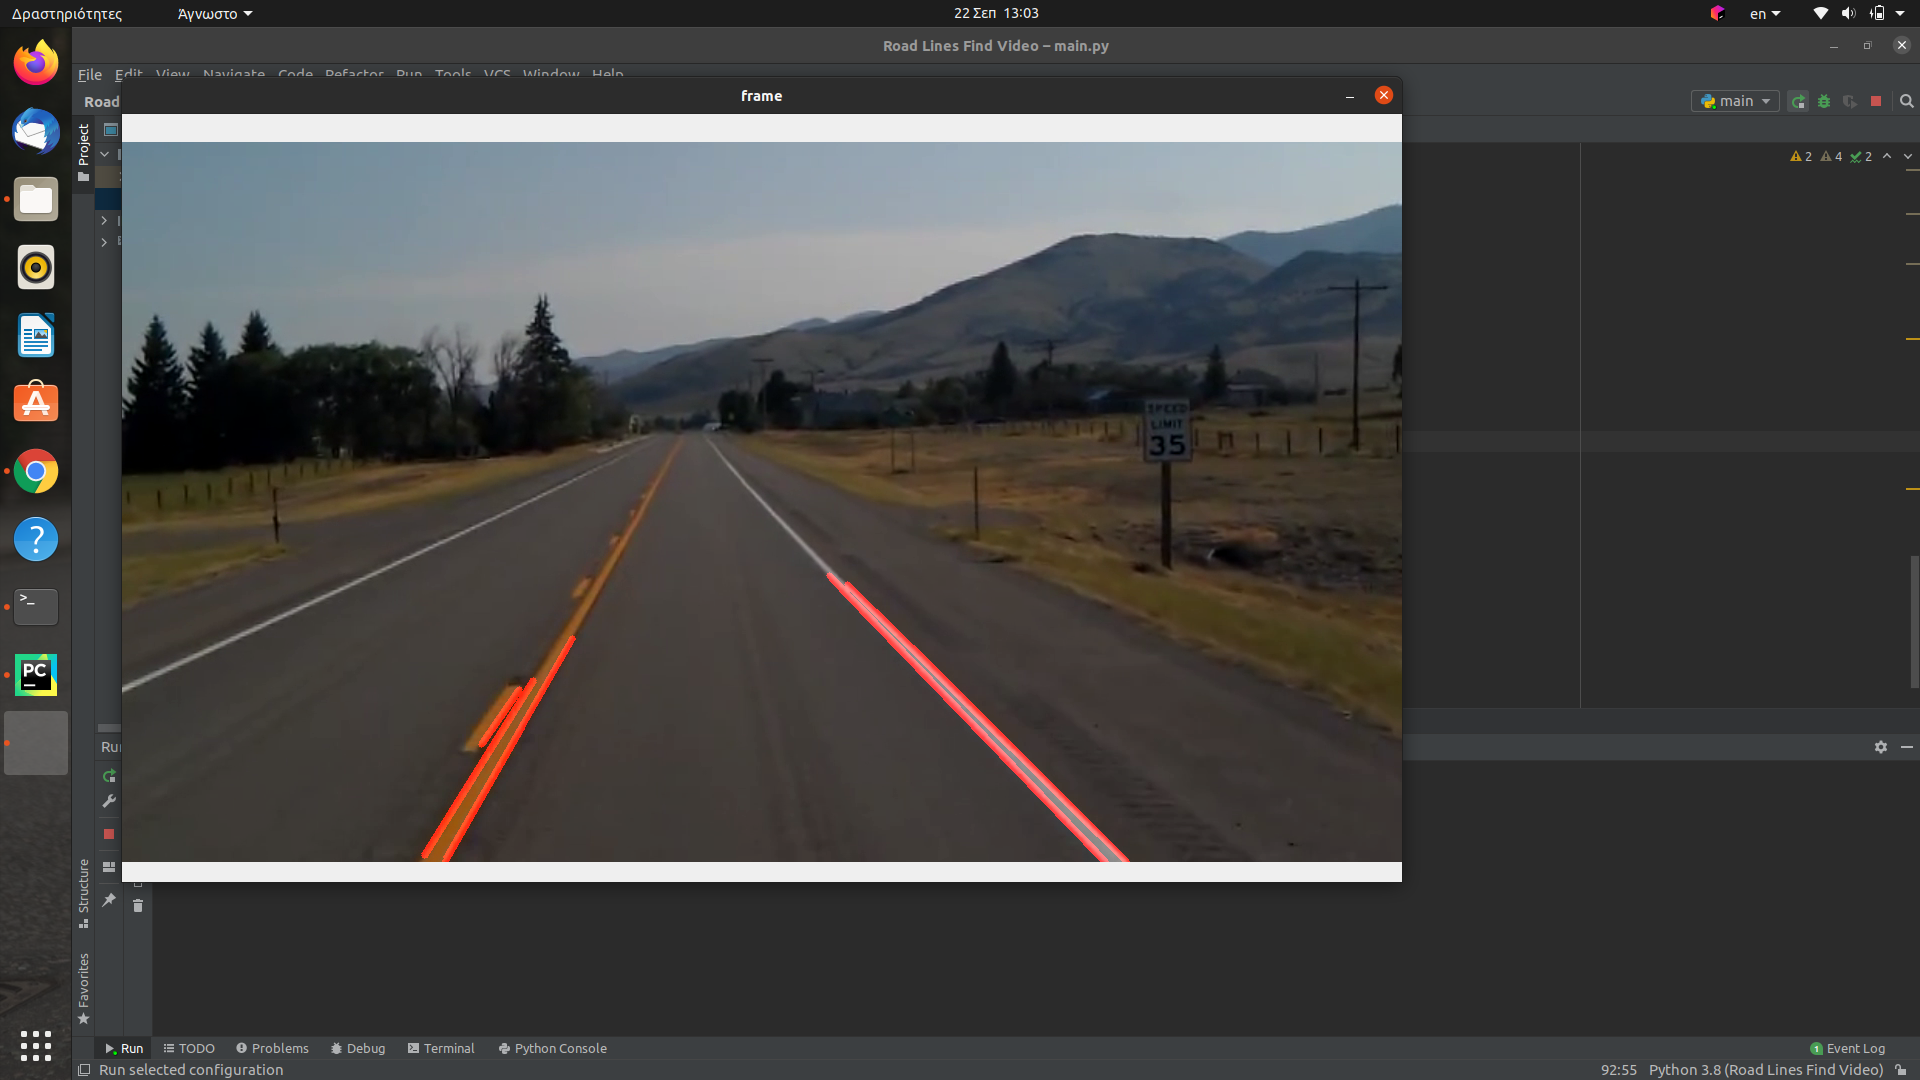 Δραστηριότητες
Άγνωστο
22 Σεπ 13:03
en
Road Lines Find Video – main.py
File Edit View Navigate Code Refactor Run Tools VCS Window Help
Road
main
frame
Project
2 4 2
SPEED
LIMIT
35
PC
Structure
Favorites
Run TODO Problems Debug Terminal Python Console
1 Event Log
Run selected configuration
92:55 Python 3.8 (Road Lines Find Video)